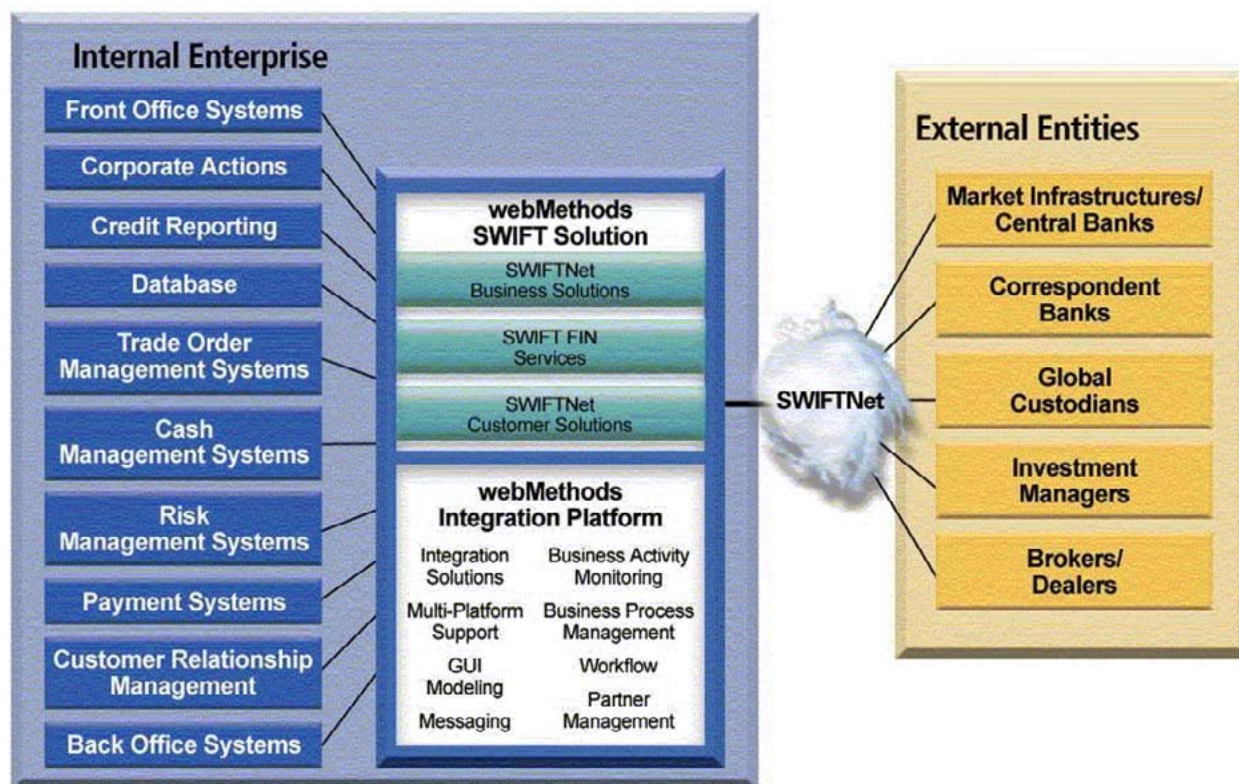 Internal Enterprise
Front Office Systems
Corporate Actions
Credit Reporting
Database
Trade Order
Management Systems
Cash
Management Systems
Risk
Management Systems
Payment Systems
Customer Relationship
Management
Back Office Systems
webMethods
SWIFT Solution
SWIFTNet
Business Solutions
SWIFT FIN
Services
SWIFTNet
Customer Solutions
webMethods
Integration Platform
Integration
Solutions
Multi-Platform
Support
GUI
Modeling
Messaging
Business Activity
Monitoring
Business Process
Management
Workflow
Partner
Management
SWIFTNet
External Entities
Market Infrastructures/
Central Banks
Correspondent
Banks
Global
Custodians
Investment
Managers
Brokers/
Dealers